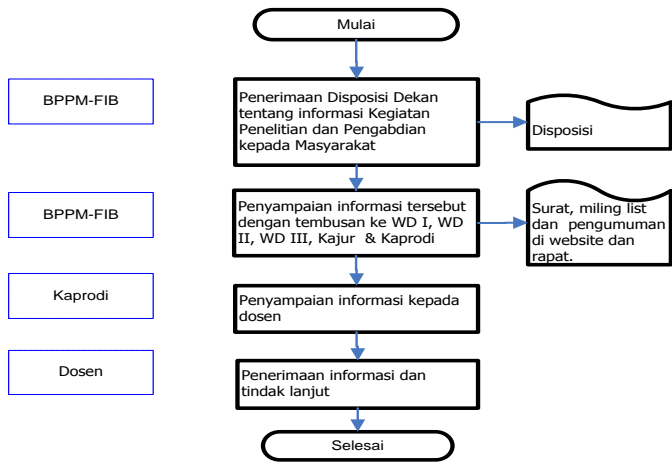 Mulai
BPPM-FIB
Penerimaan Disposisi Dekan
tentang informasi Kegiatan
Penelitian dan Pengabdian
kepada Masyarakat
Disposisi
BPPM-FIB
Penyampaian informasi tersebut
dengan tembusan ke WD I, WD
II, WD III, Kajur & Kaprodi
Surat, miling list
dan pengumuman
di website dan
rapat.
Kaprodi
Penyampaian informasi kepada
dosen
Dosen
Penerimaan informasi dan
tindak lanjut
Selesai